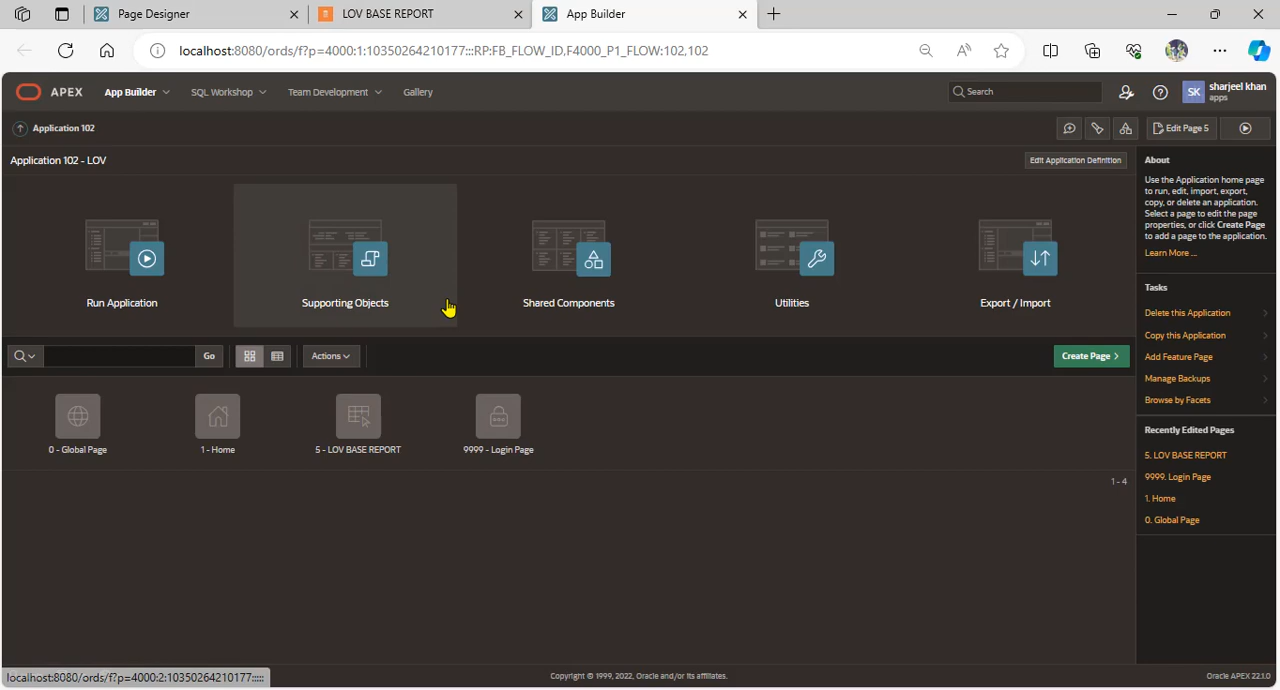 Page Designer
LOV BASE REPORT
App Builder
localhost:8080/ords/f?p=4000:1:10350264210177:::RP:FB_FLOW_ID,F4000_P1_FLOW:102,102
APEX
App Builder
SQL Workshop
Team Development
Gallery
Search
SK
sharjeel khan
apps
Application 102
Edit Page 5
Application 102 - LOV
Edit Application Definition
Run Application
Supporting Objects
Shared Components
Utilities
Export / Import
Go
Actions
Create Page >
0 - Global Page
1 - Home
5 - LOV BASE REPORT
9999 - Login Page
1 - 4
About
Use the Application home page
to run, edit, import, export,
copy, or delete an application.
Select a page to edit the page
properties, or click Create Page
to add a page to the application.
Learn More ...
Tasks
Delete this Application
Copy this Application
Add Feature Page
Manage Backups
Browse by Facets
Recently Edited Pages
5. LOV BASE REPORT
9999. Login Page
1. Home
0. Global Page
localhost:8080/ords/f?p=4000:2:10350264210177:::::
Copyright © 1999, 2022, Oracle and/or its affiliates.
Oracle APEX 22.1.0